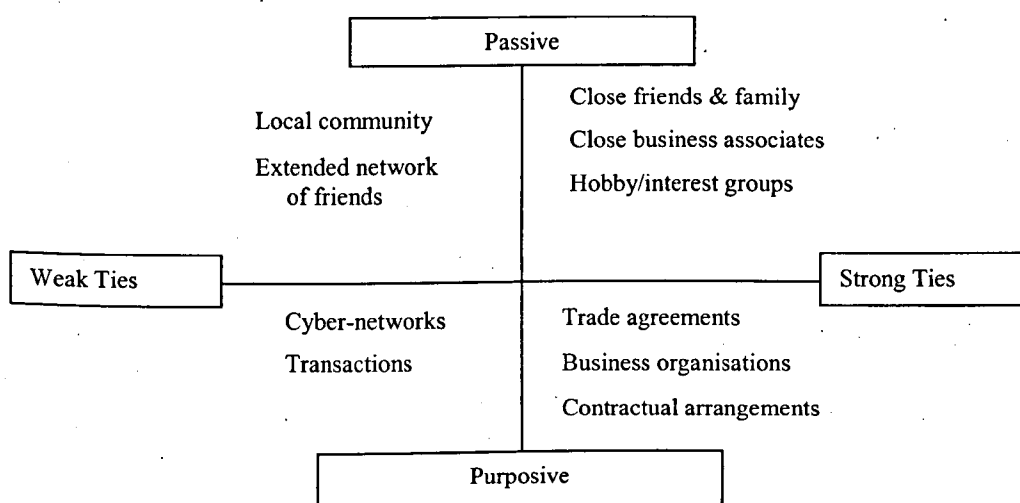 Passive
Local community
Extended network
of friends
Close friends & family
Close business associates
Hobby/interest groups
Weak Ties
Strong Ties
Cyber-networks
Transactions
Trade agreements
Business organisations
Contractual arrangements
Purposive